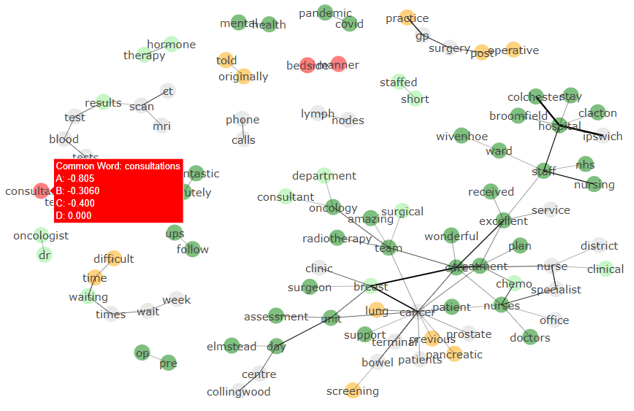 pandemic
mental health
covid
practice
gp
surgery
post operative
hormone
therapy
told
originally
bedside manner
staffed
short
ct
results
scan
test
mri
blood
tests
phone
calls
lymph nodes
colchester stay
broomfield
clacton
hospital
ipswich
wivenhoe
ward
nhs
staff
nursing
Common Word: consultations
A: -0.805
B: -0.3060
C: -0.400
D: 0.000
department
received
consultant
oncology
amazing
surgical
excellent
service
oncologist
dr
ups
follow
radiotherapy
team
wonderful
plan
district
difficult
time
clinic
treatment
nurse
clinical
waiting
surgeon
breast
chemo
specialist
week
times
wait
assessment
unit
lung
cancer
patient
nurses
office
support
previous
prostate
doctors
terminal
op
pre
elmstead
day
pancreatic
bowel
patients
centre
collingwood
screening